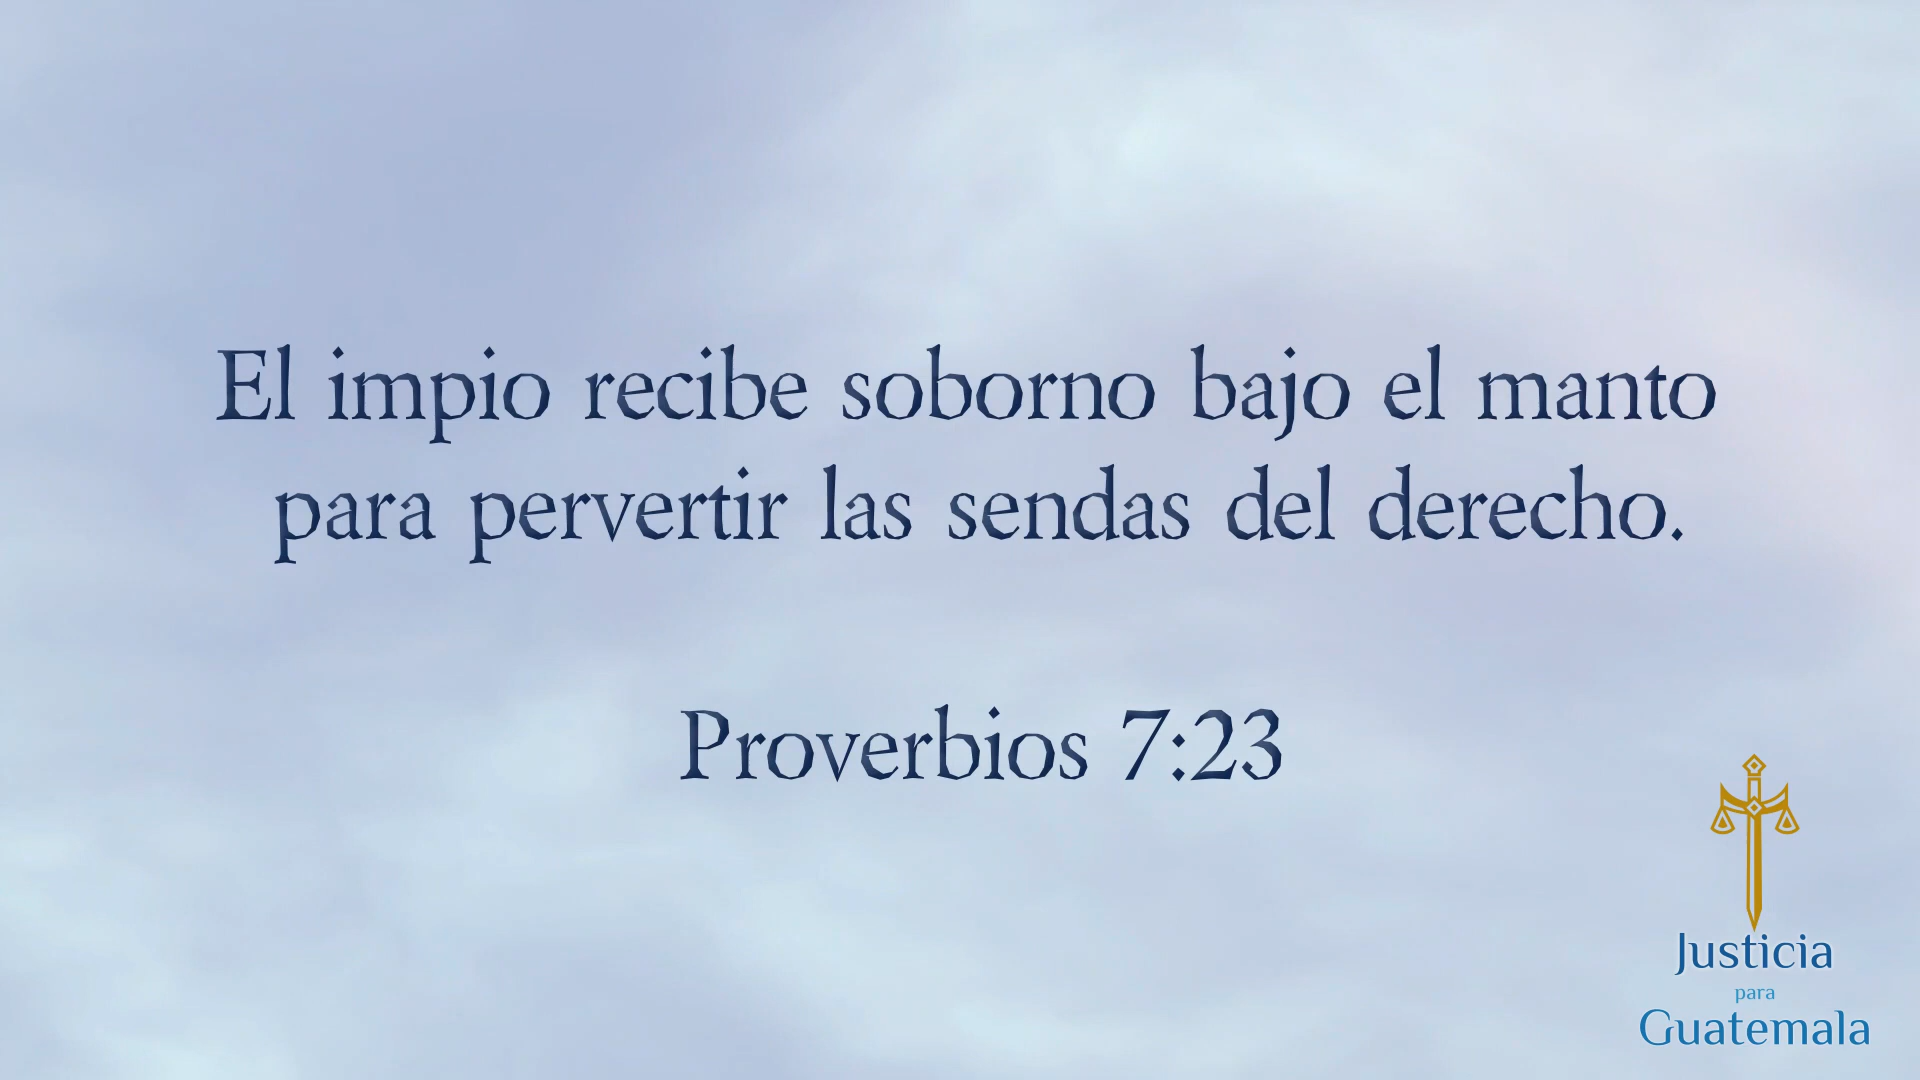 El impio recibe soborno bajo el manto
para pervertir las sendas del derecho.
Proverbios 7:23
Justicia
para
Guatemala